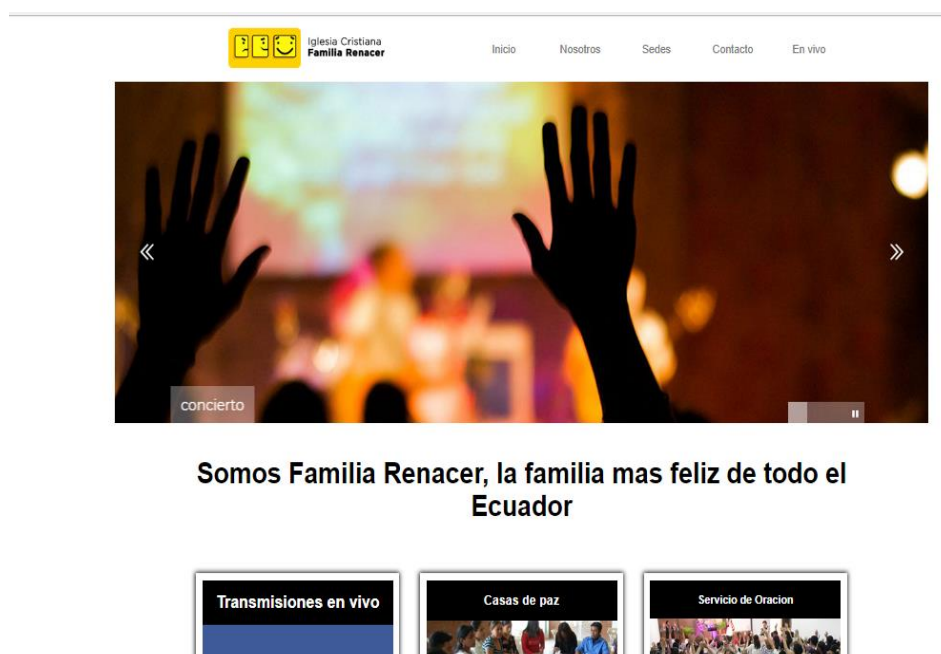 Iglesia Cristiana
Familia Renacer
Inicio Nosotros Sedes Contacto En vivo
concierto
Somos Familia Renacer, la familia mas feliz de todo el
Ecuador
Transmisiones en vivo
Casas de paz
Servicio de Oracion